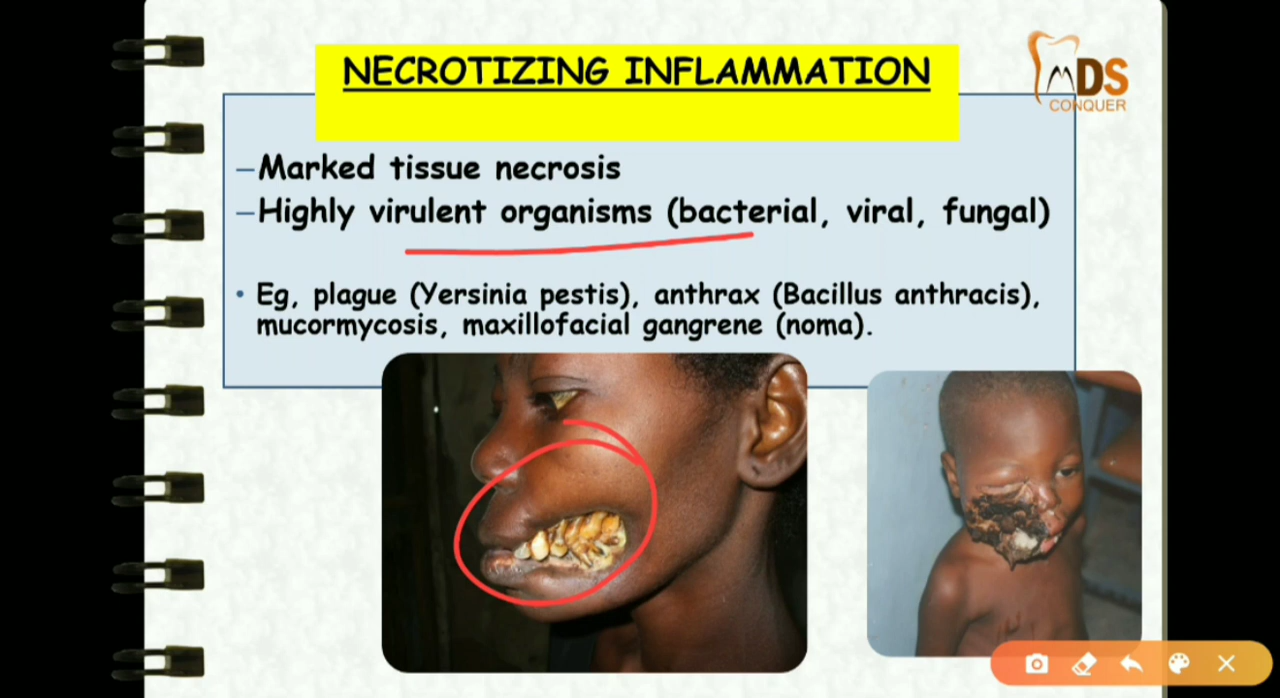 NECROTIZING INFLAMMATION
MDS
CONQUER
–Marked tissue necrosis
–Highly virulent organisms (bacterial, viral, fungal)
• Eg, plague (Yersinia pestis), anthrax (Bacillus anthracis),
mucormycosis, maxillofacial gangrene (noma).